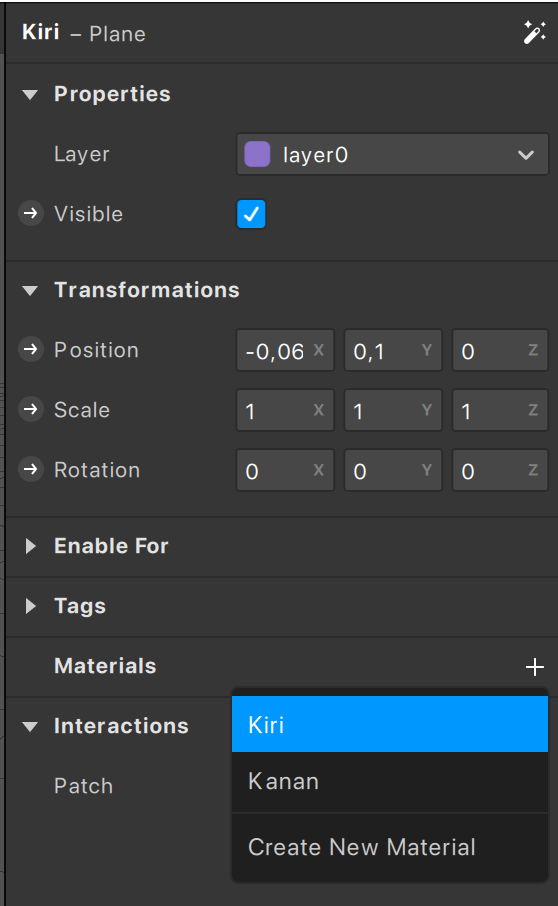 Kiri – Plane
Properties
Layer layer0
Visible
Transformations
Position -0,06 X 0,1 Y 0 Z
Scale 1 X 1 Y 1 Z
Rotation 0 X 0 Y 0 Z
Enable For
Tags
Materials
Interactions
Kiri
Patch
Kanan
Create New Material